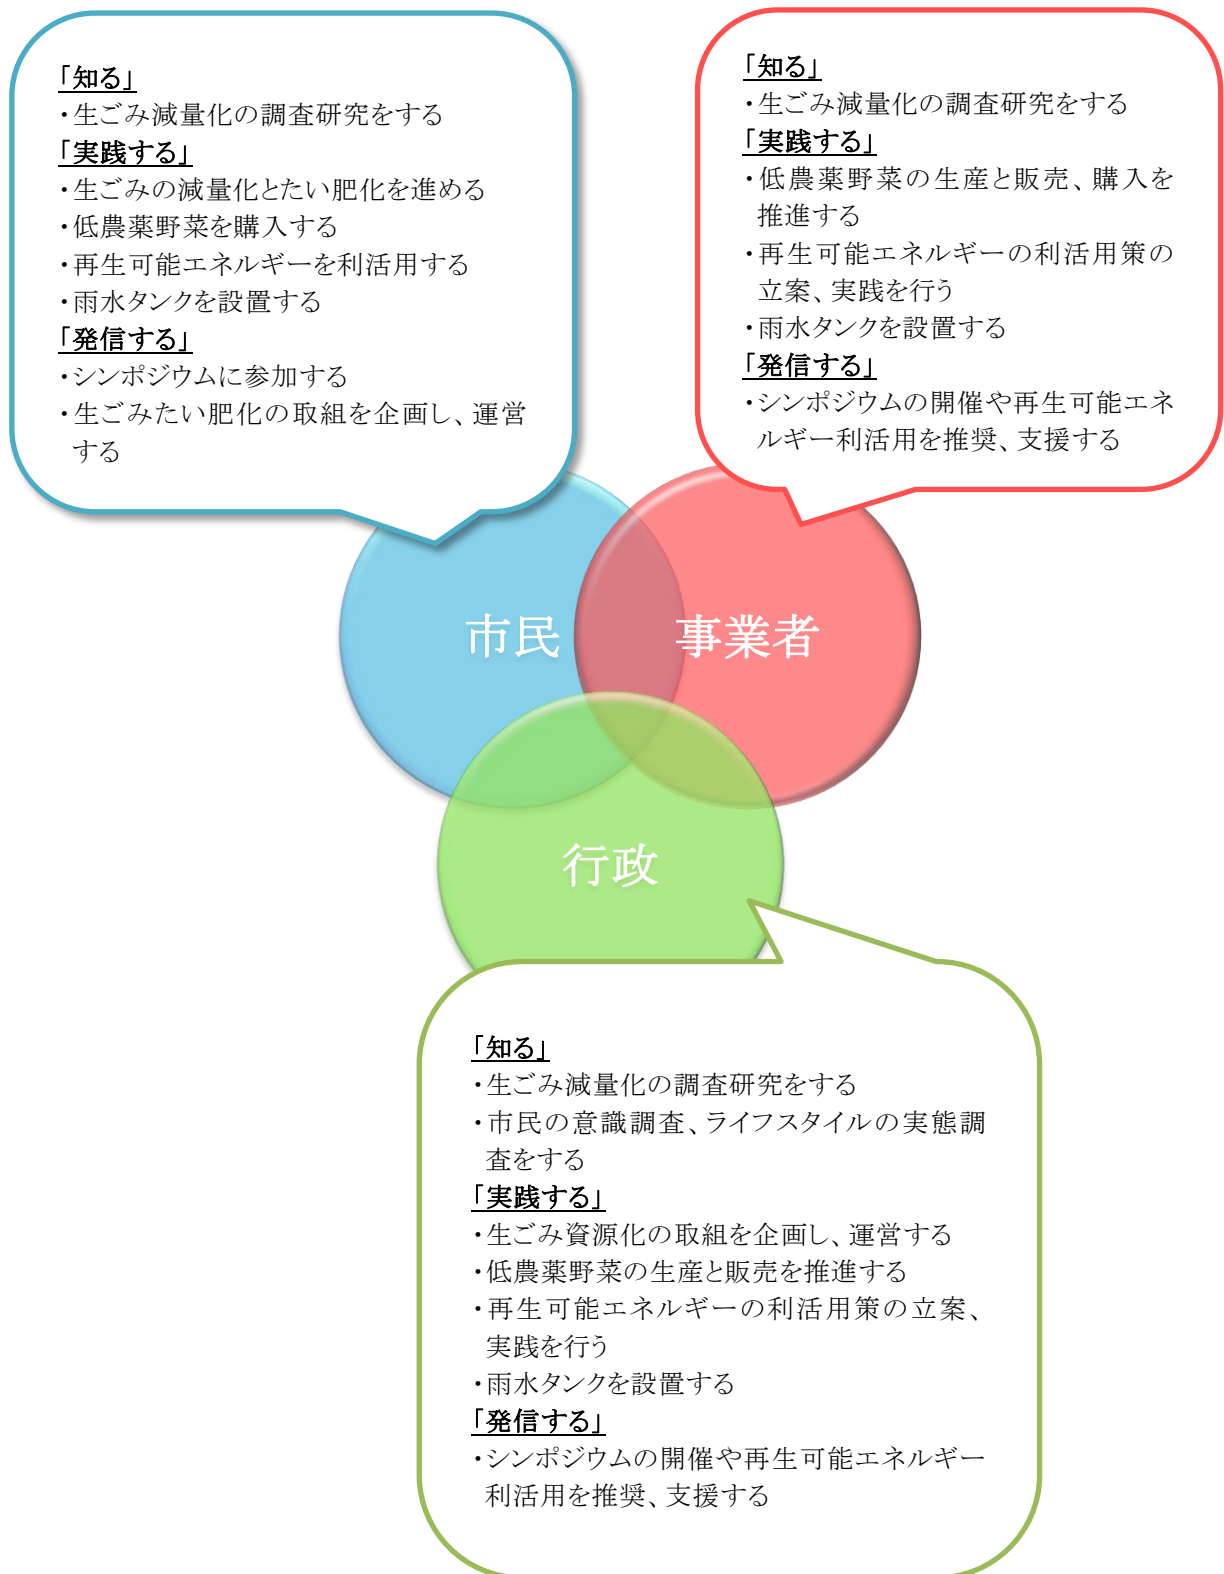 「知る」
・生ごみ減量化の調査研究をする
「実践する」
・生ごみの減量化とたい肥化を進める
・低農薬野菜を購入する
・再生可能エネルギーを利活用する
・雨水タンクを設置する
「発信する」
・シンポジウムに参加する
・生ごみたい肥化の取組を企画し、運営
する
「知る」
・生ごみ減量化の調査研究をする
「実践する」
・低農薬野菜の生産と販売、購入を
推進する
・再生可能エネルギーの利活用策の
立案、実践を行う
・雨水タンクを設置する
「発信する」
・シンポジウムの開催や再生可能エネ
ルギー利活用を推奨、支援する
市民
事業者
行政
「知る」
・生ごみ減量化の調査研究をする
・市民の意識調査、ライフスタイルの実態調
査をする
「実践する」
・生ごみ資源化の取組を企画し、運営する
・低農薬野菜の生産と販売を推進する
・再生可能エネルギーの利活用策の立案、
実践を行う
・雨水タンクを設置する
「発信する」
・シンポジウムの開催や再生可能エネルギー
利活用を推奨、支援する